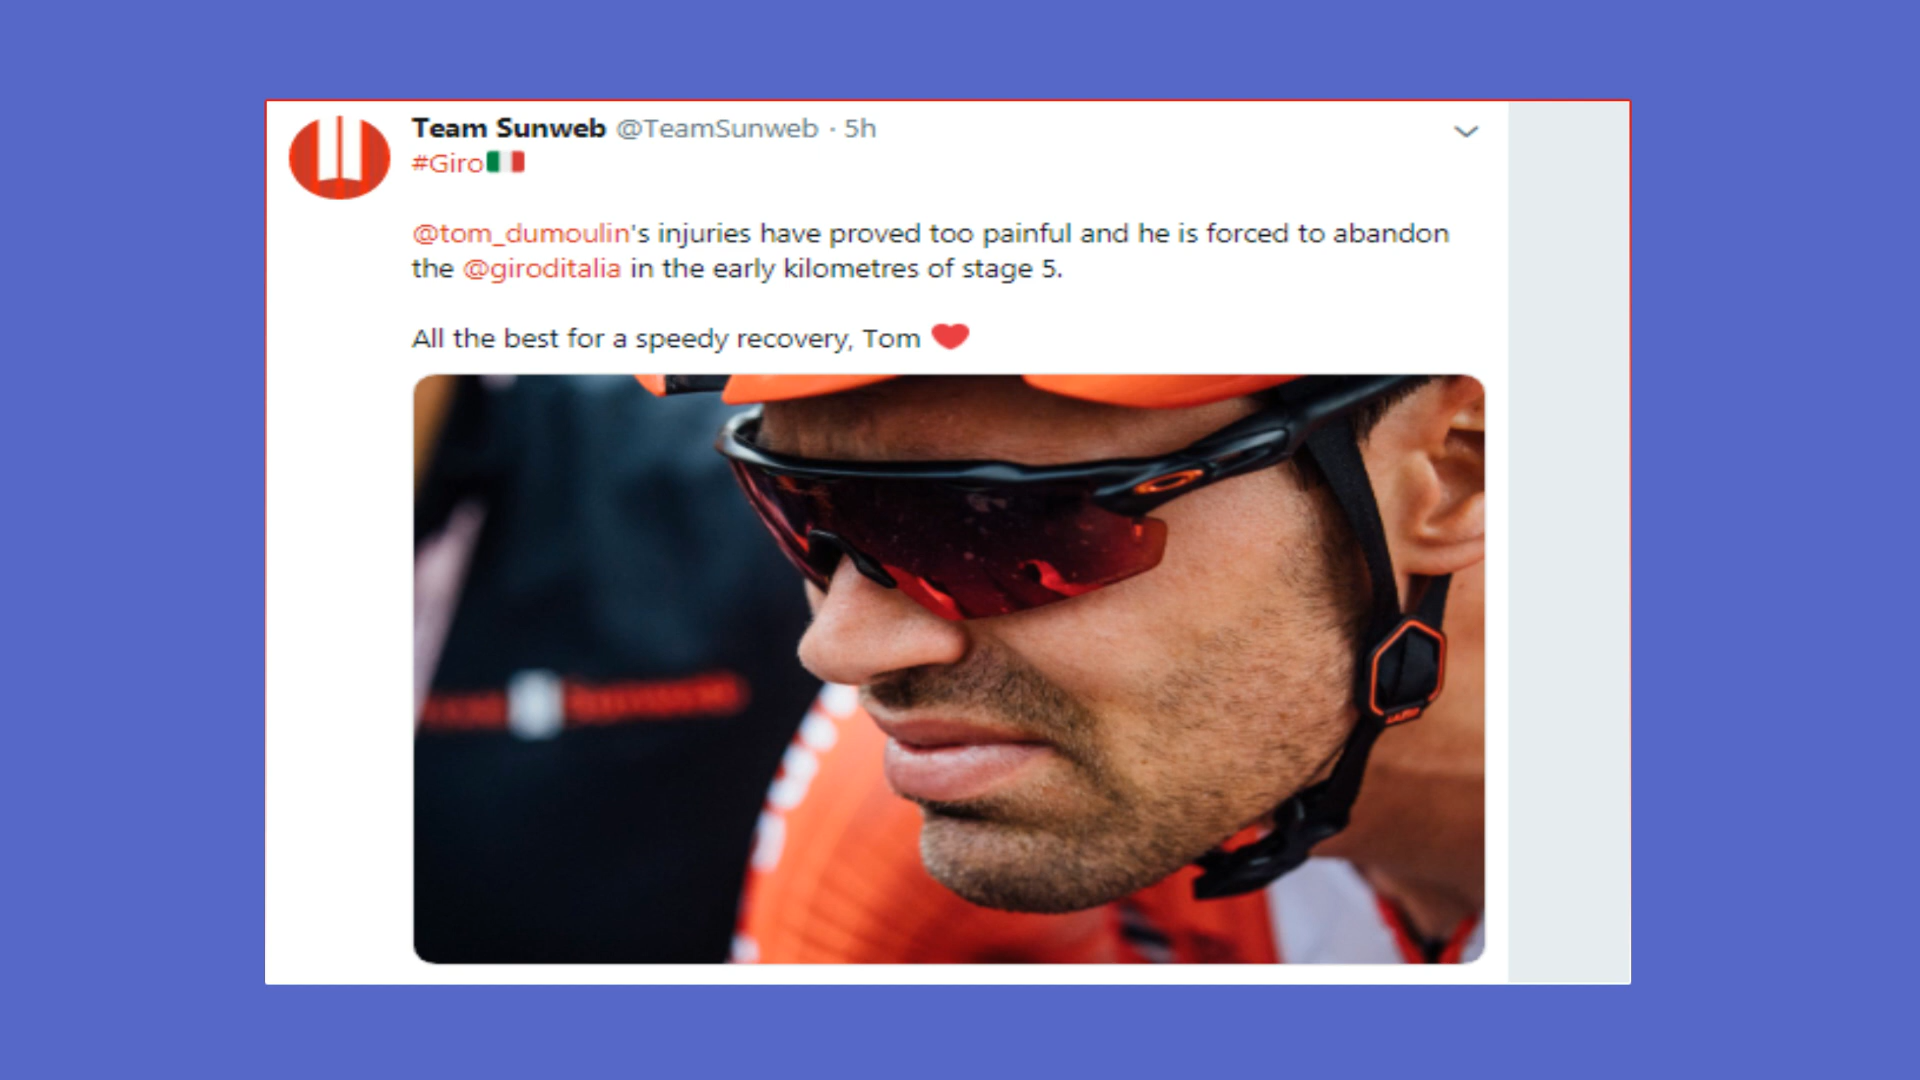 Team Sunweb @TeamSunweb · 5h
#Giro🇮🇹
@tom_dumoulin's injuries have proved too painful and he is forced to abandon
the @giroditalia in the early kilometres of stage 5.
All the best for a speedy recovery, Tom ❤